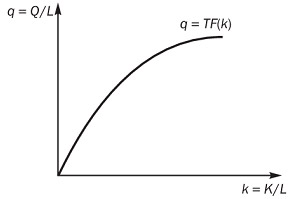 q = Q/L
q = TF(k)
k = K/L